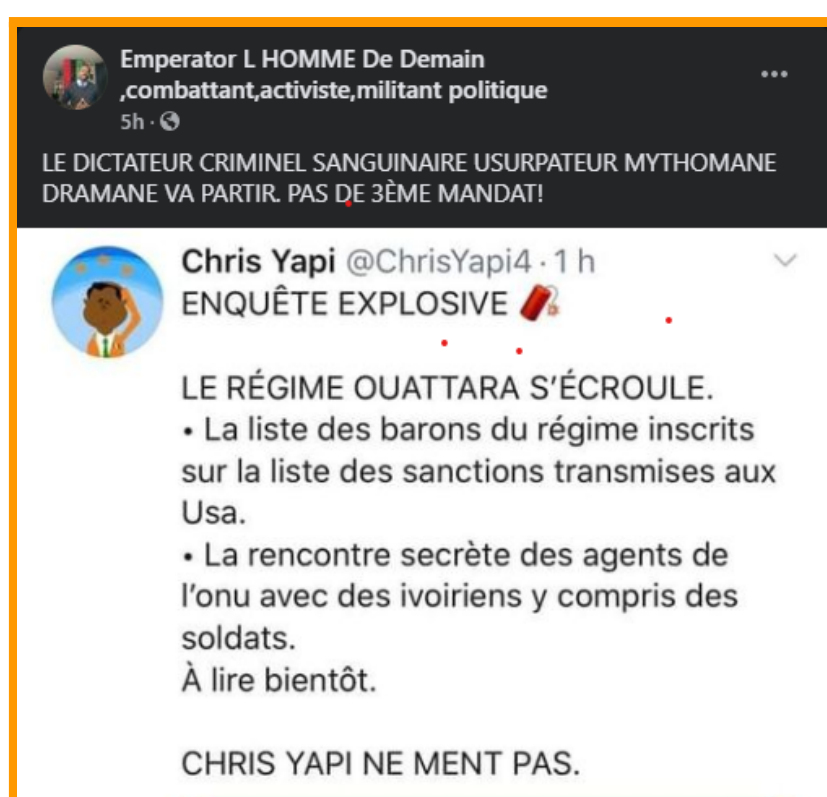 Emperator L HOMME De Demain
,combattant,activiste,militant politique
5h ·
LE DICTATEUR CRIMINEL SANGUINAIRE USURPATEUR MYTHOMANE
DRAMANE VA PARTIR. PAS DE 3ÈME MANDAT!
Chris Yapi @ChrisYapi4 · 1 h
ENQUÊTE EXPLOSIVE 🧨
LE RÉGIME OUATTARA S’ÉCROULE.
• La liste des barons du régime inscrits
sur la liste des sanctions transmises aux
Usa.
• La rencontre secrète des agents de
l’onu avec des ivoiriens y compris des
soldats.
À lire bientôt.
CHRIS YAPI NE MENT PAS.